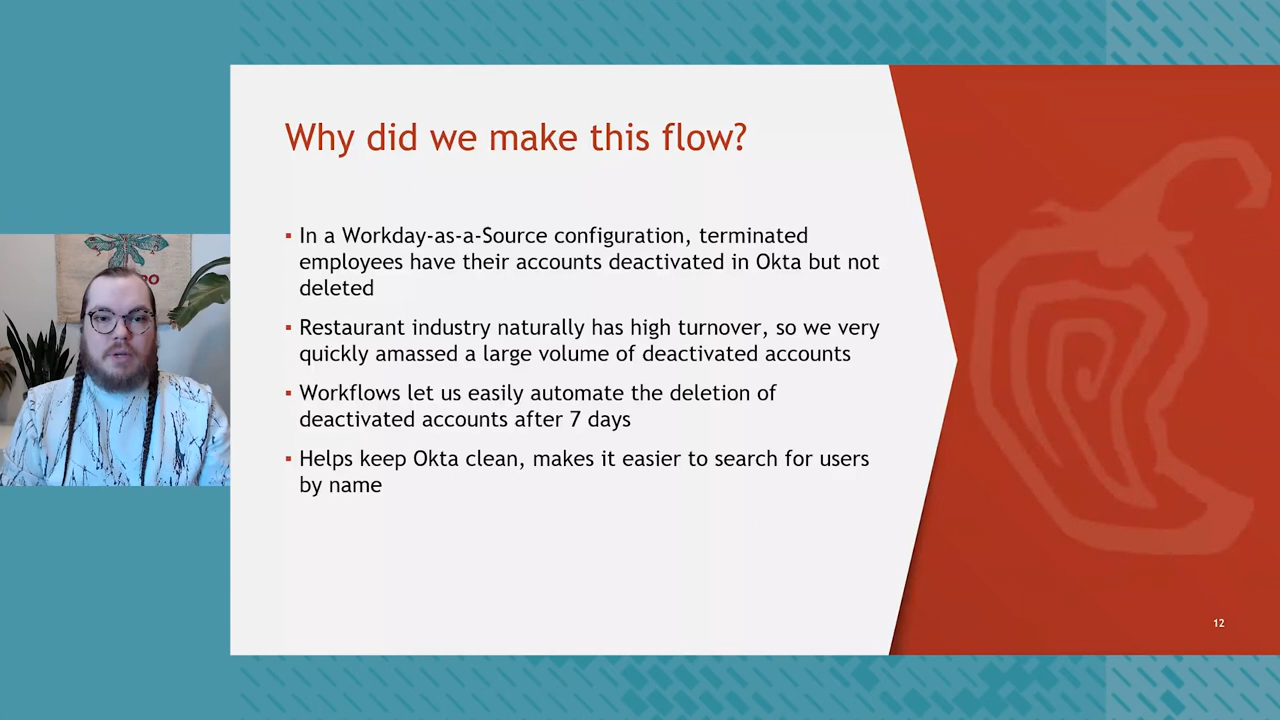 Why did we make this flow?
In a Workday-as-a-Source configuration, terminated
employees have their accounts deactivated in Okta but not
deleted
Restaurant industry naturally has high turnover, so we very
quickly amassed a large volume of deactivated accounts
Workflows let us easily automate the deletion of
deactivated accounts after 7 days
Helps keep Okta clean, makes it easier to search for users
by name
12